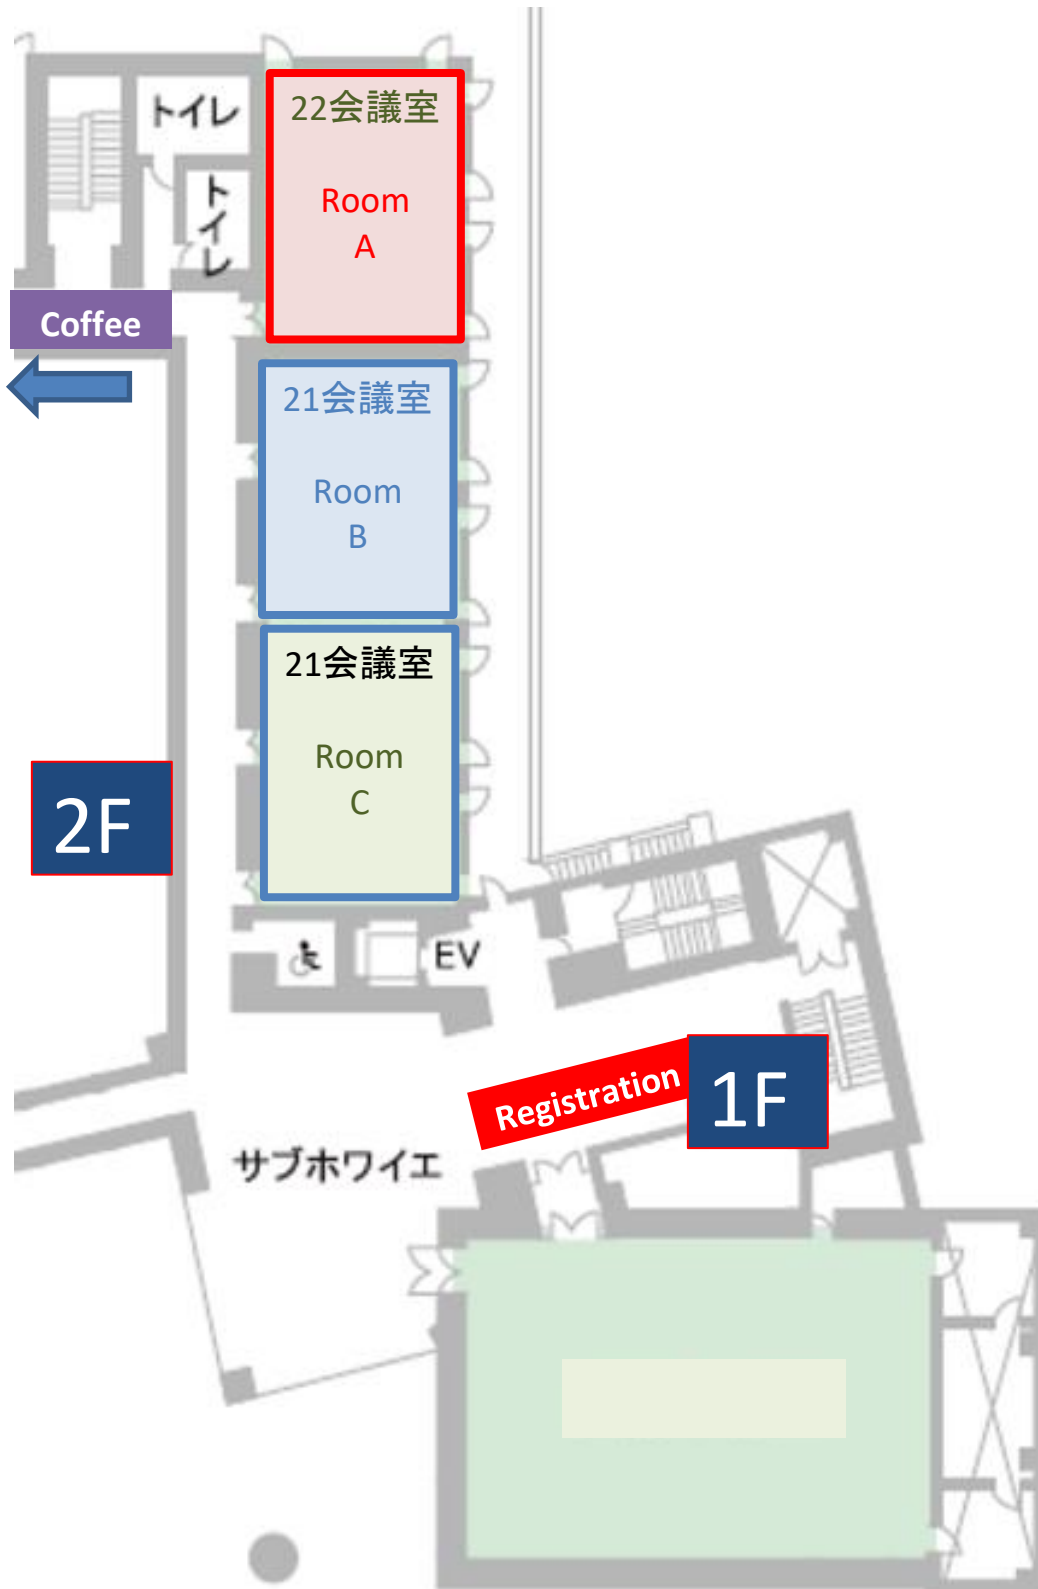 トイレ
22会議室
Room
A
トイレ
Coffee
21会議室
Room
B
21会議室
Room
C
2F
EV
Registration
1F
サブホワイエ